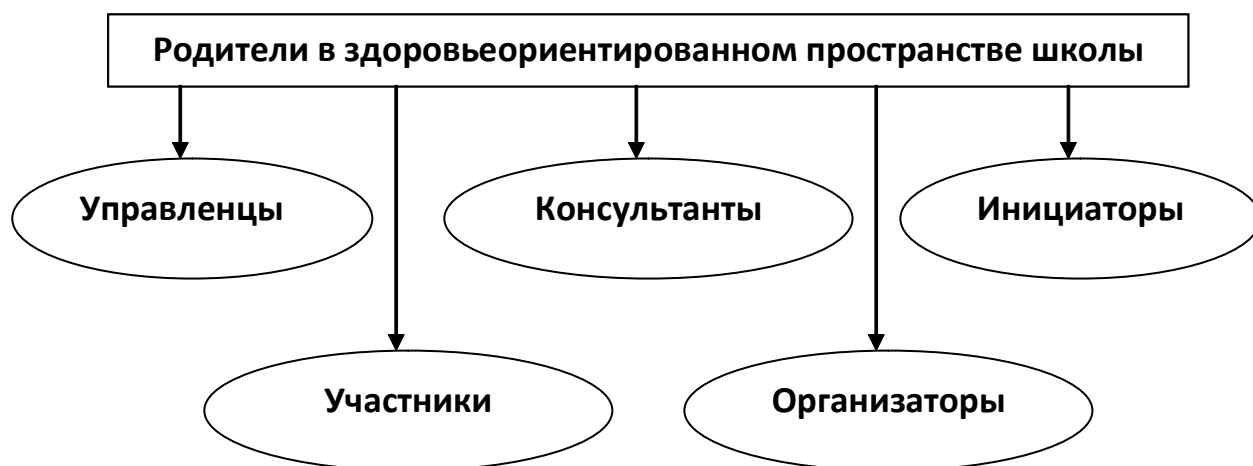 Родители в здоровьеориентированном пространстве школы
Управленцы
Консультанты
Инициаторы
Участники
Организаторы